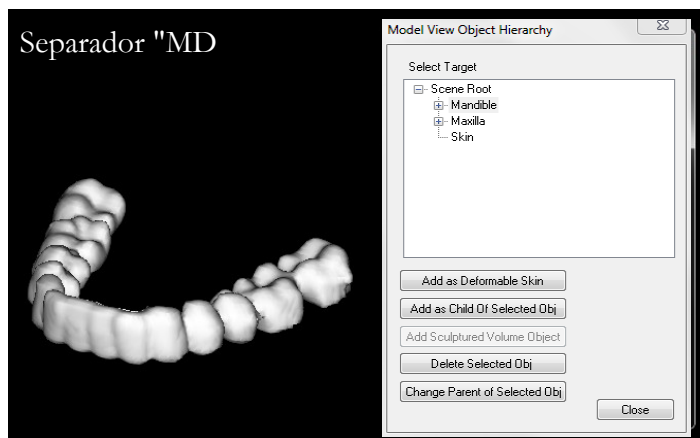 Separador "MD
Model View Object Hierarchy
Select Target
Scene Root
Mandible
Maxilla
Skin
Add as Deformable Skin
Add as Child Of Selected Obj
Add Sculptured Volume Object
Delete Selected Obj
Change Parent of Selected Obj
Close